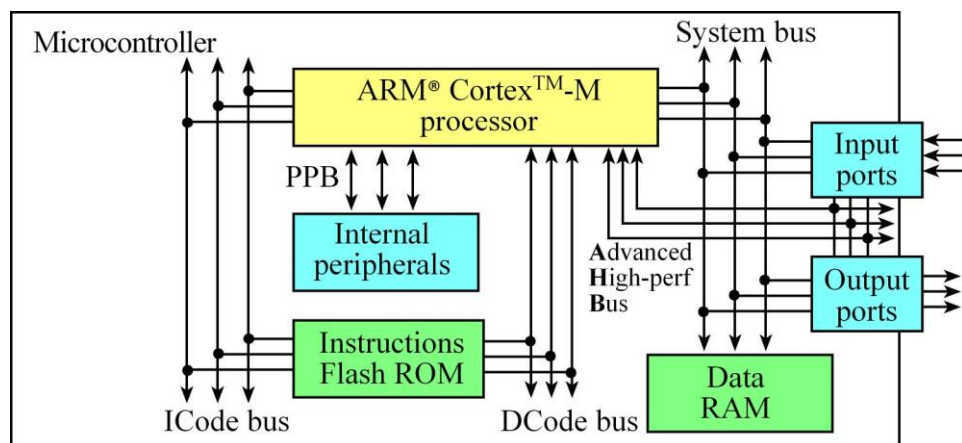 Microcontroller
System bus
ARM® Cortex™-M
processor
Input
ports
PPB
Internal
peripherals
Advanced
High-perf
Bus
Output
ports
Instructions
Flash ROM
Data
RAM
ICode bus
DCode bus